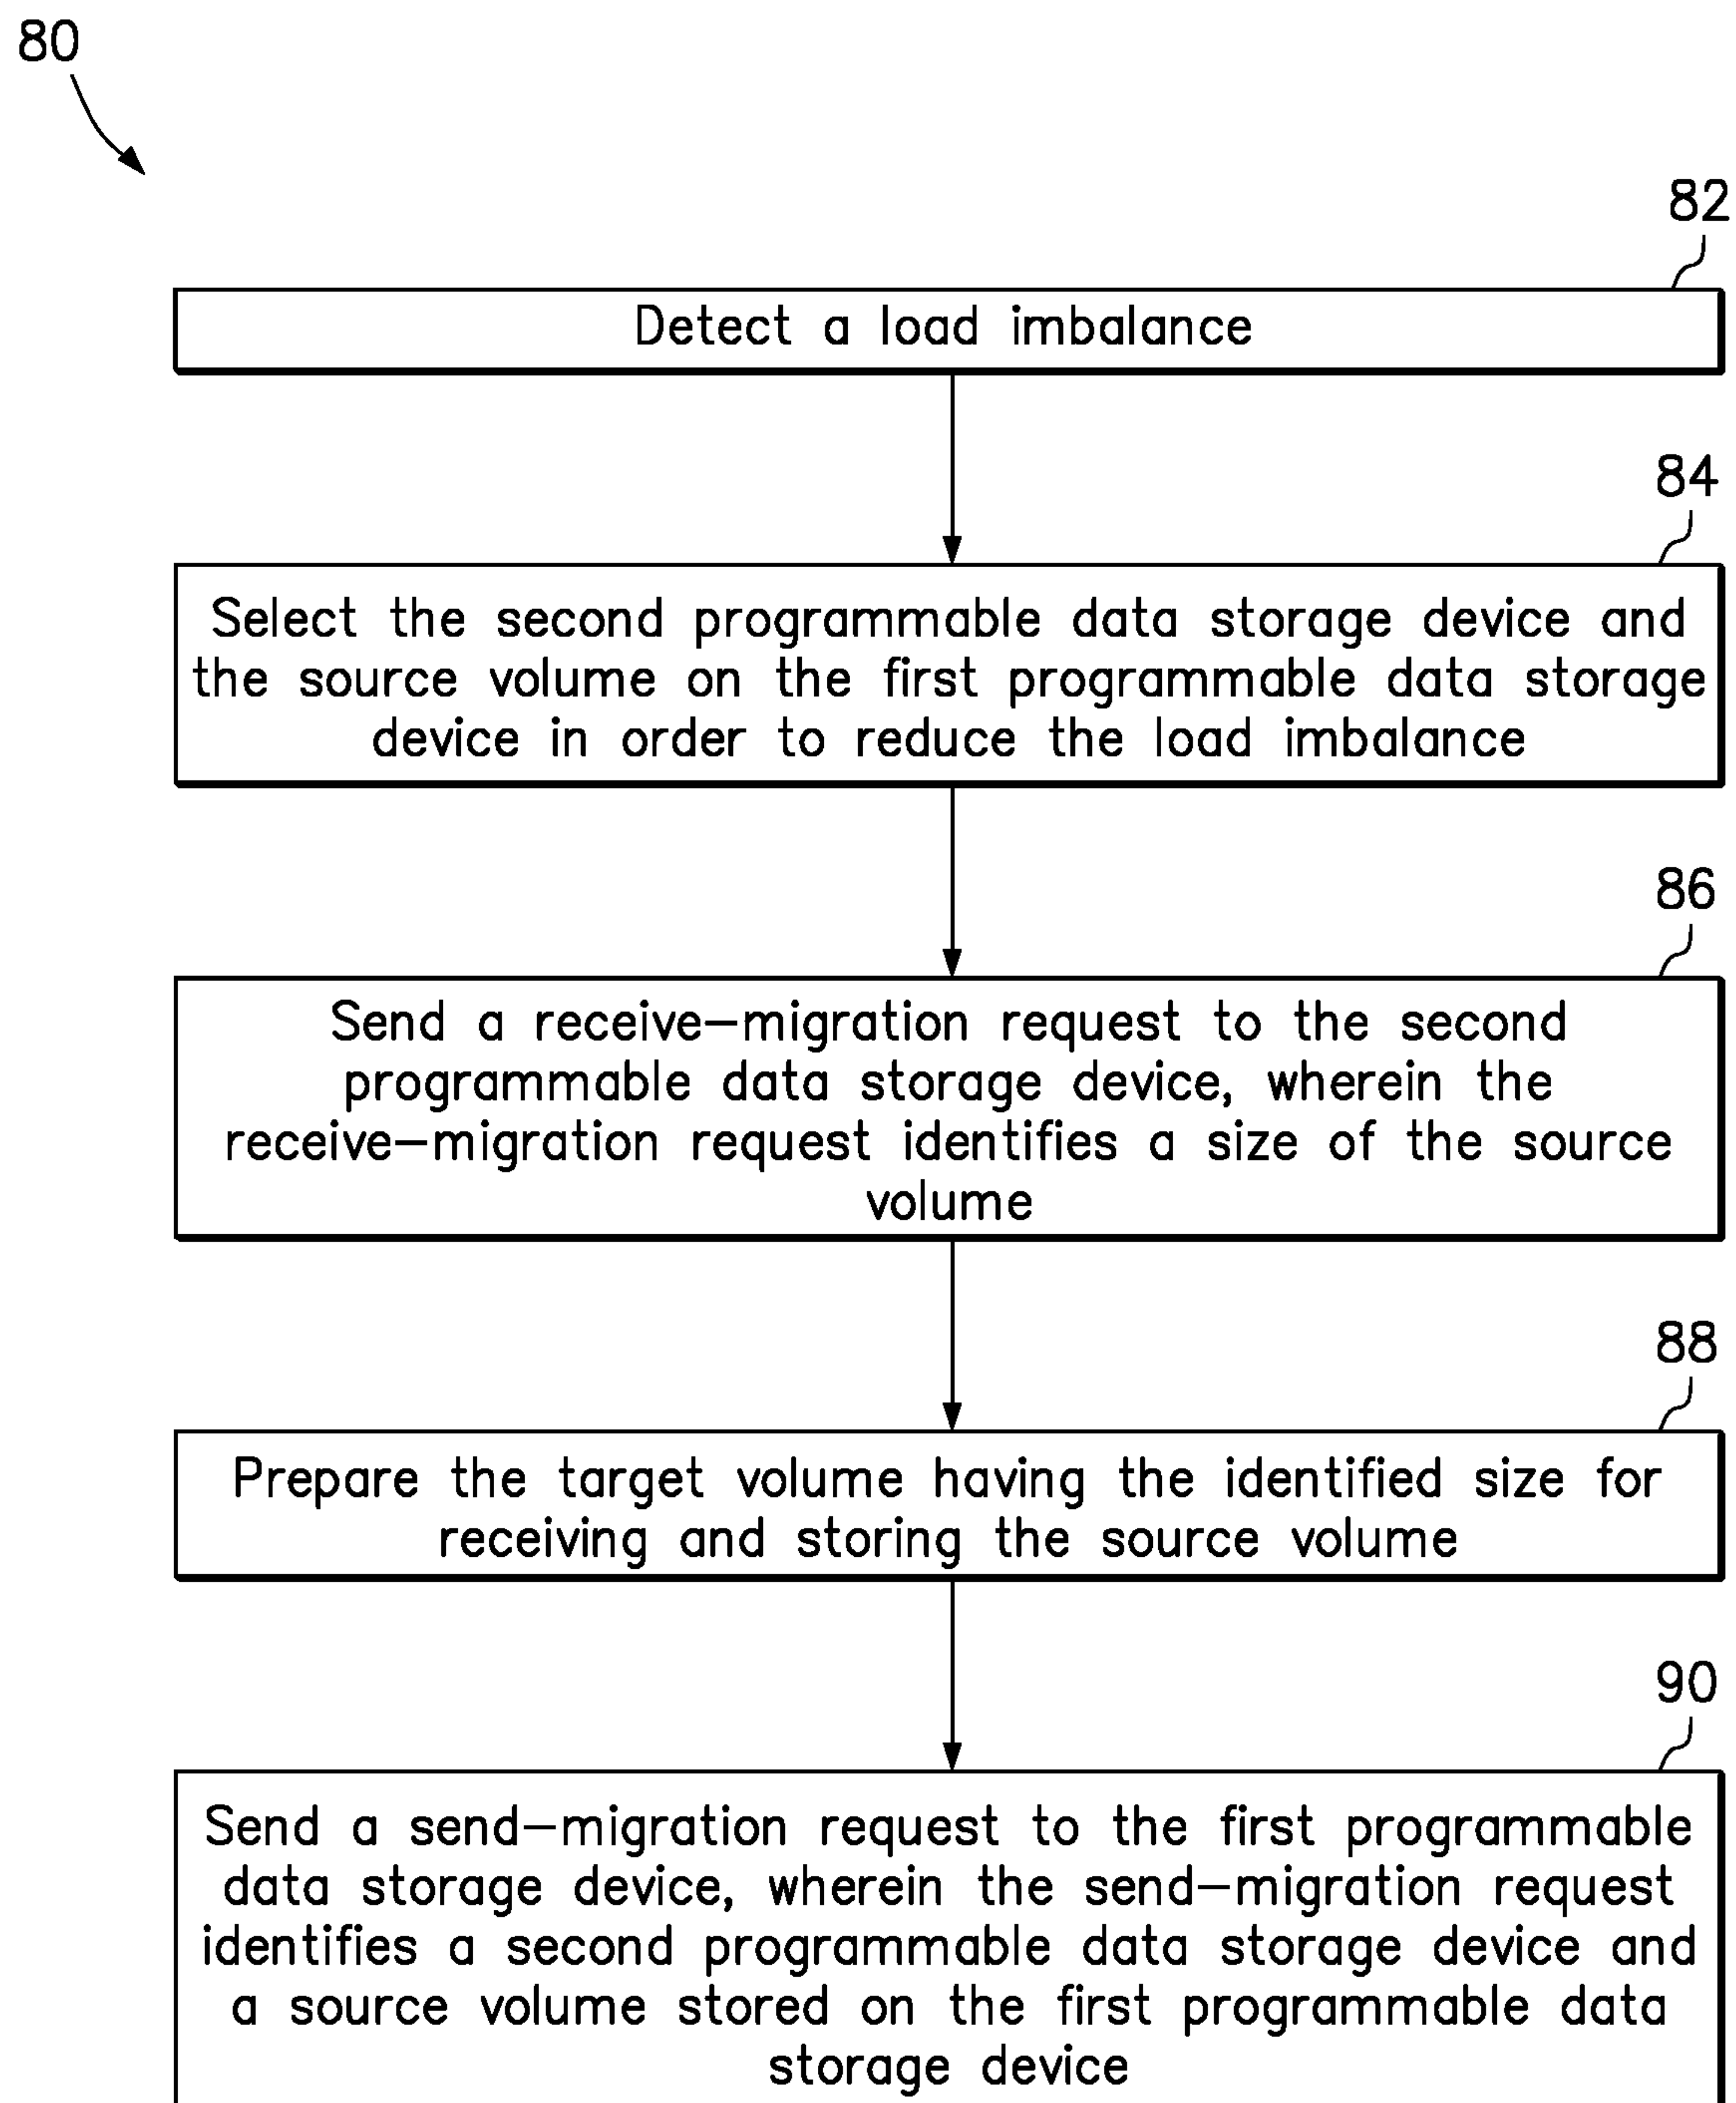 80
82
Detect a load imbalance
84
Select the second programmable data storage device and
the source volume on the first programmable data storage
device in order to reduce the load imbalance
86
Send a receive–migration request to the second
programmable data storage device, wherein the
receive–migration request identifies a size of the source
volume
88
Prepare the target volume having the identified size for
receiving and storing the source volume
90
Send a send–migration request to the first programmable
data storage device, wherein the send–migration request
identifies a second programmable data storage device and
a source volume stored on the first programmable data
storage device